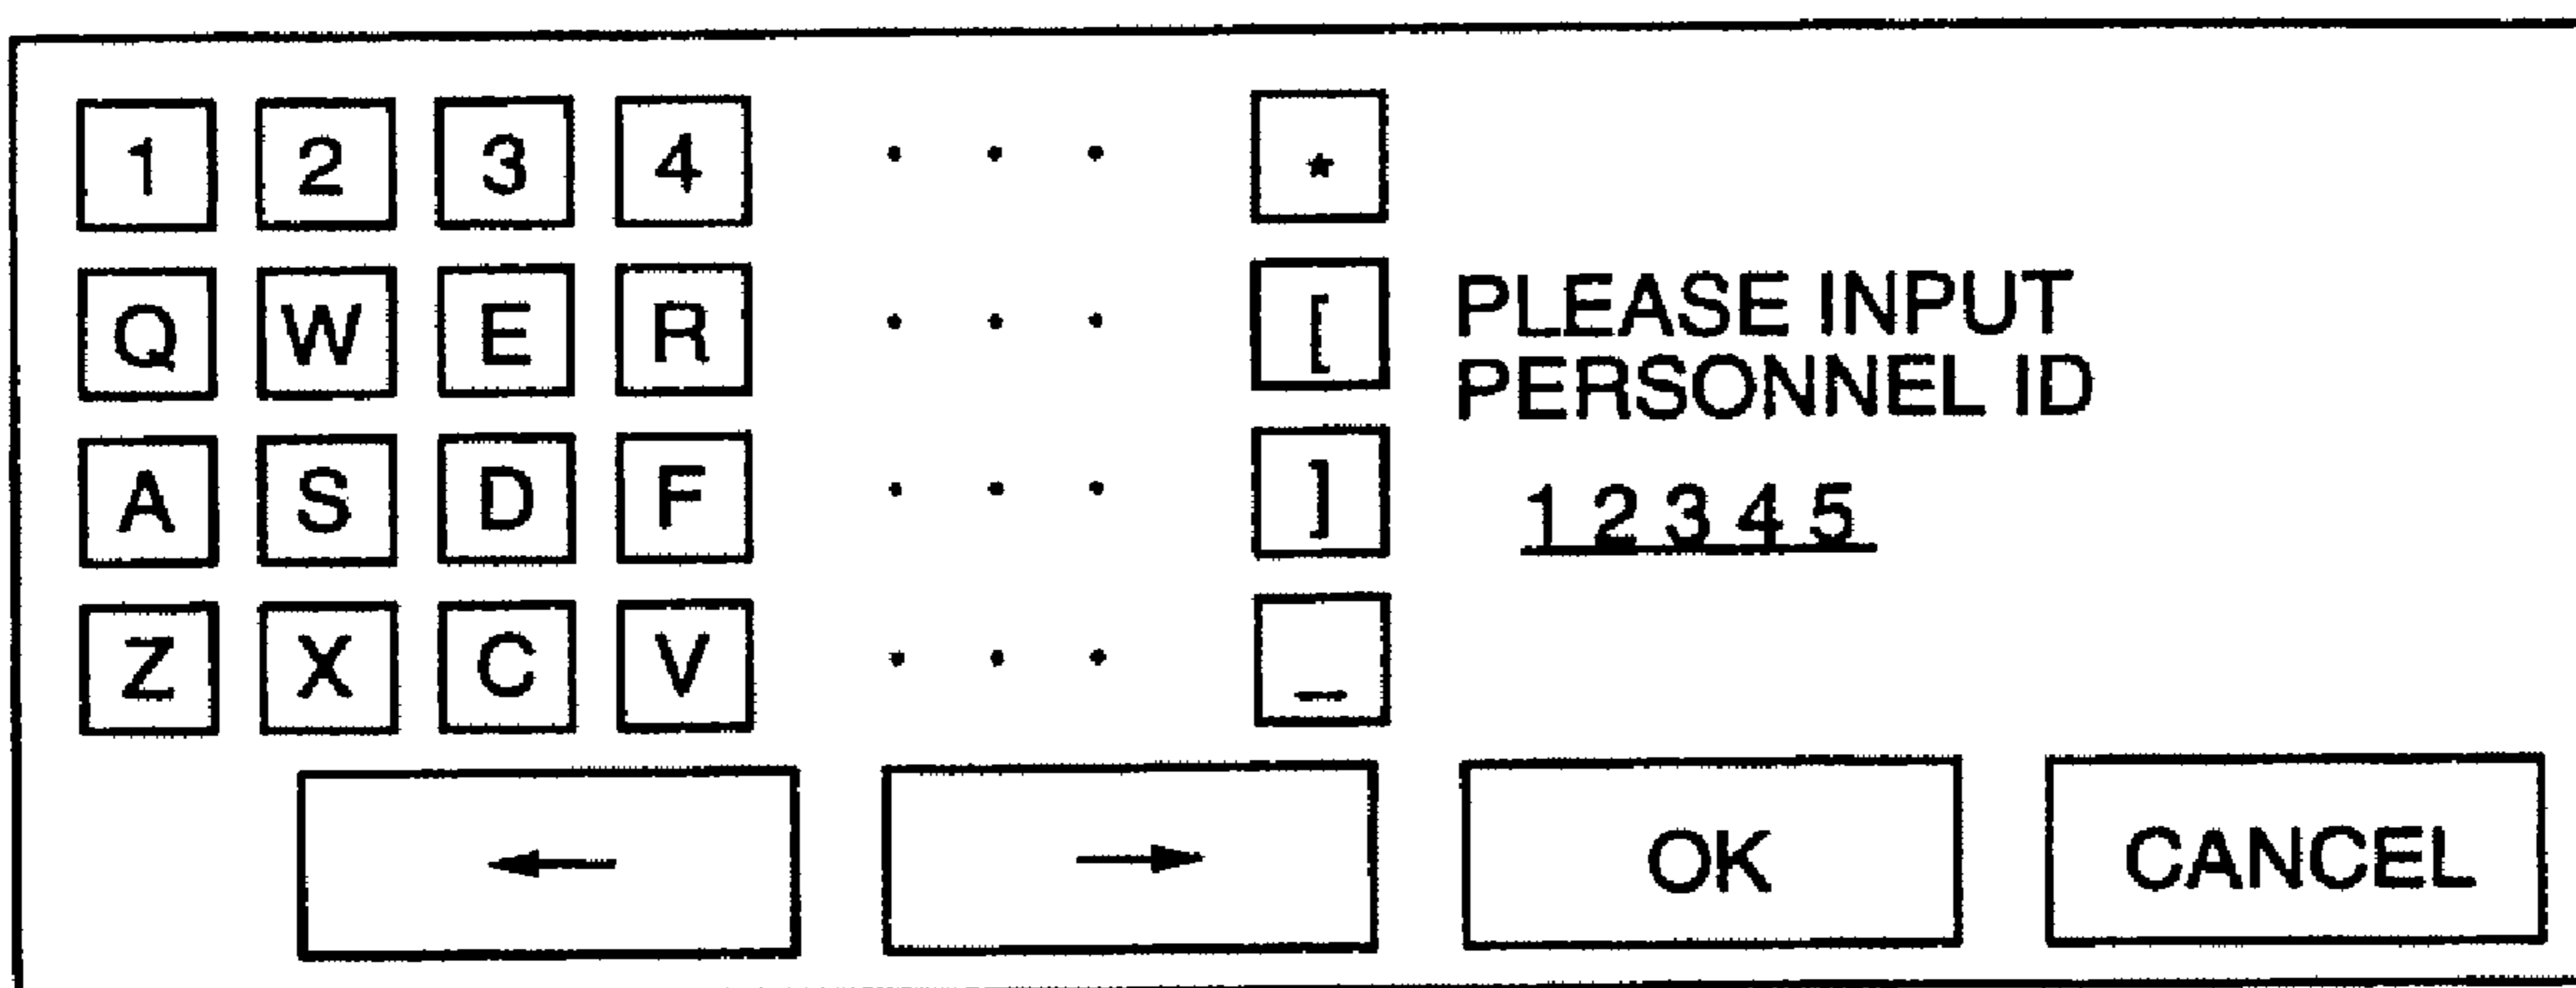 1 2 3 4 . . . *
Q W E R . . . [
A S D F . . . ]
Z X C V . . . _
PLEASE INPUT
PERSONNEL ID
12345
← → OK CANCEL